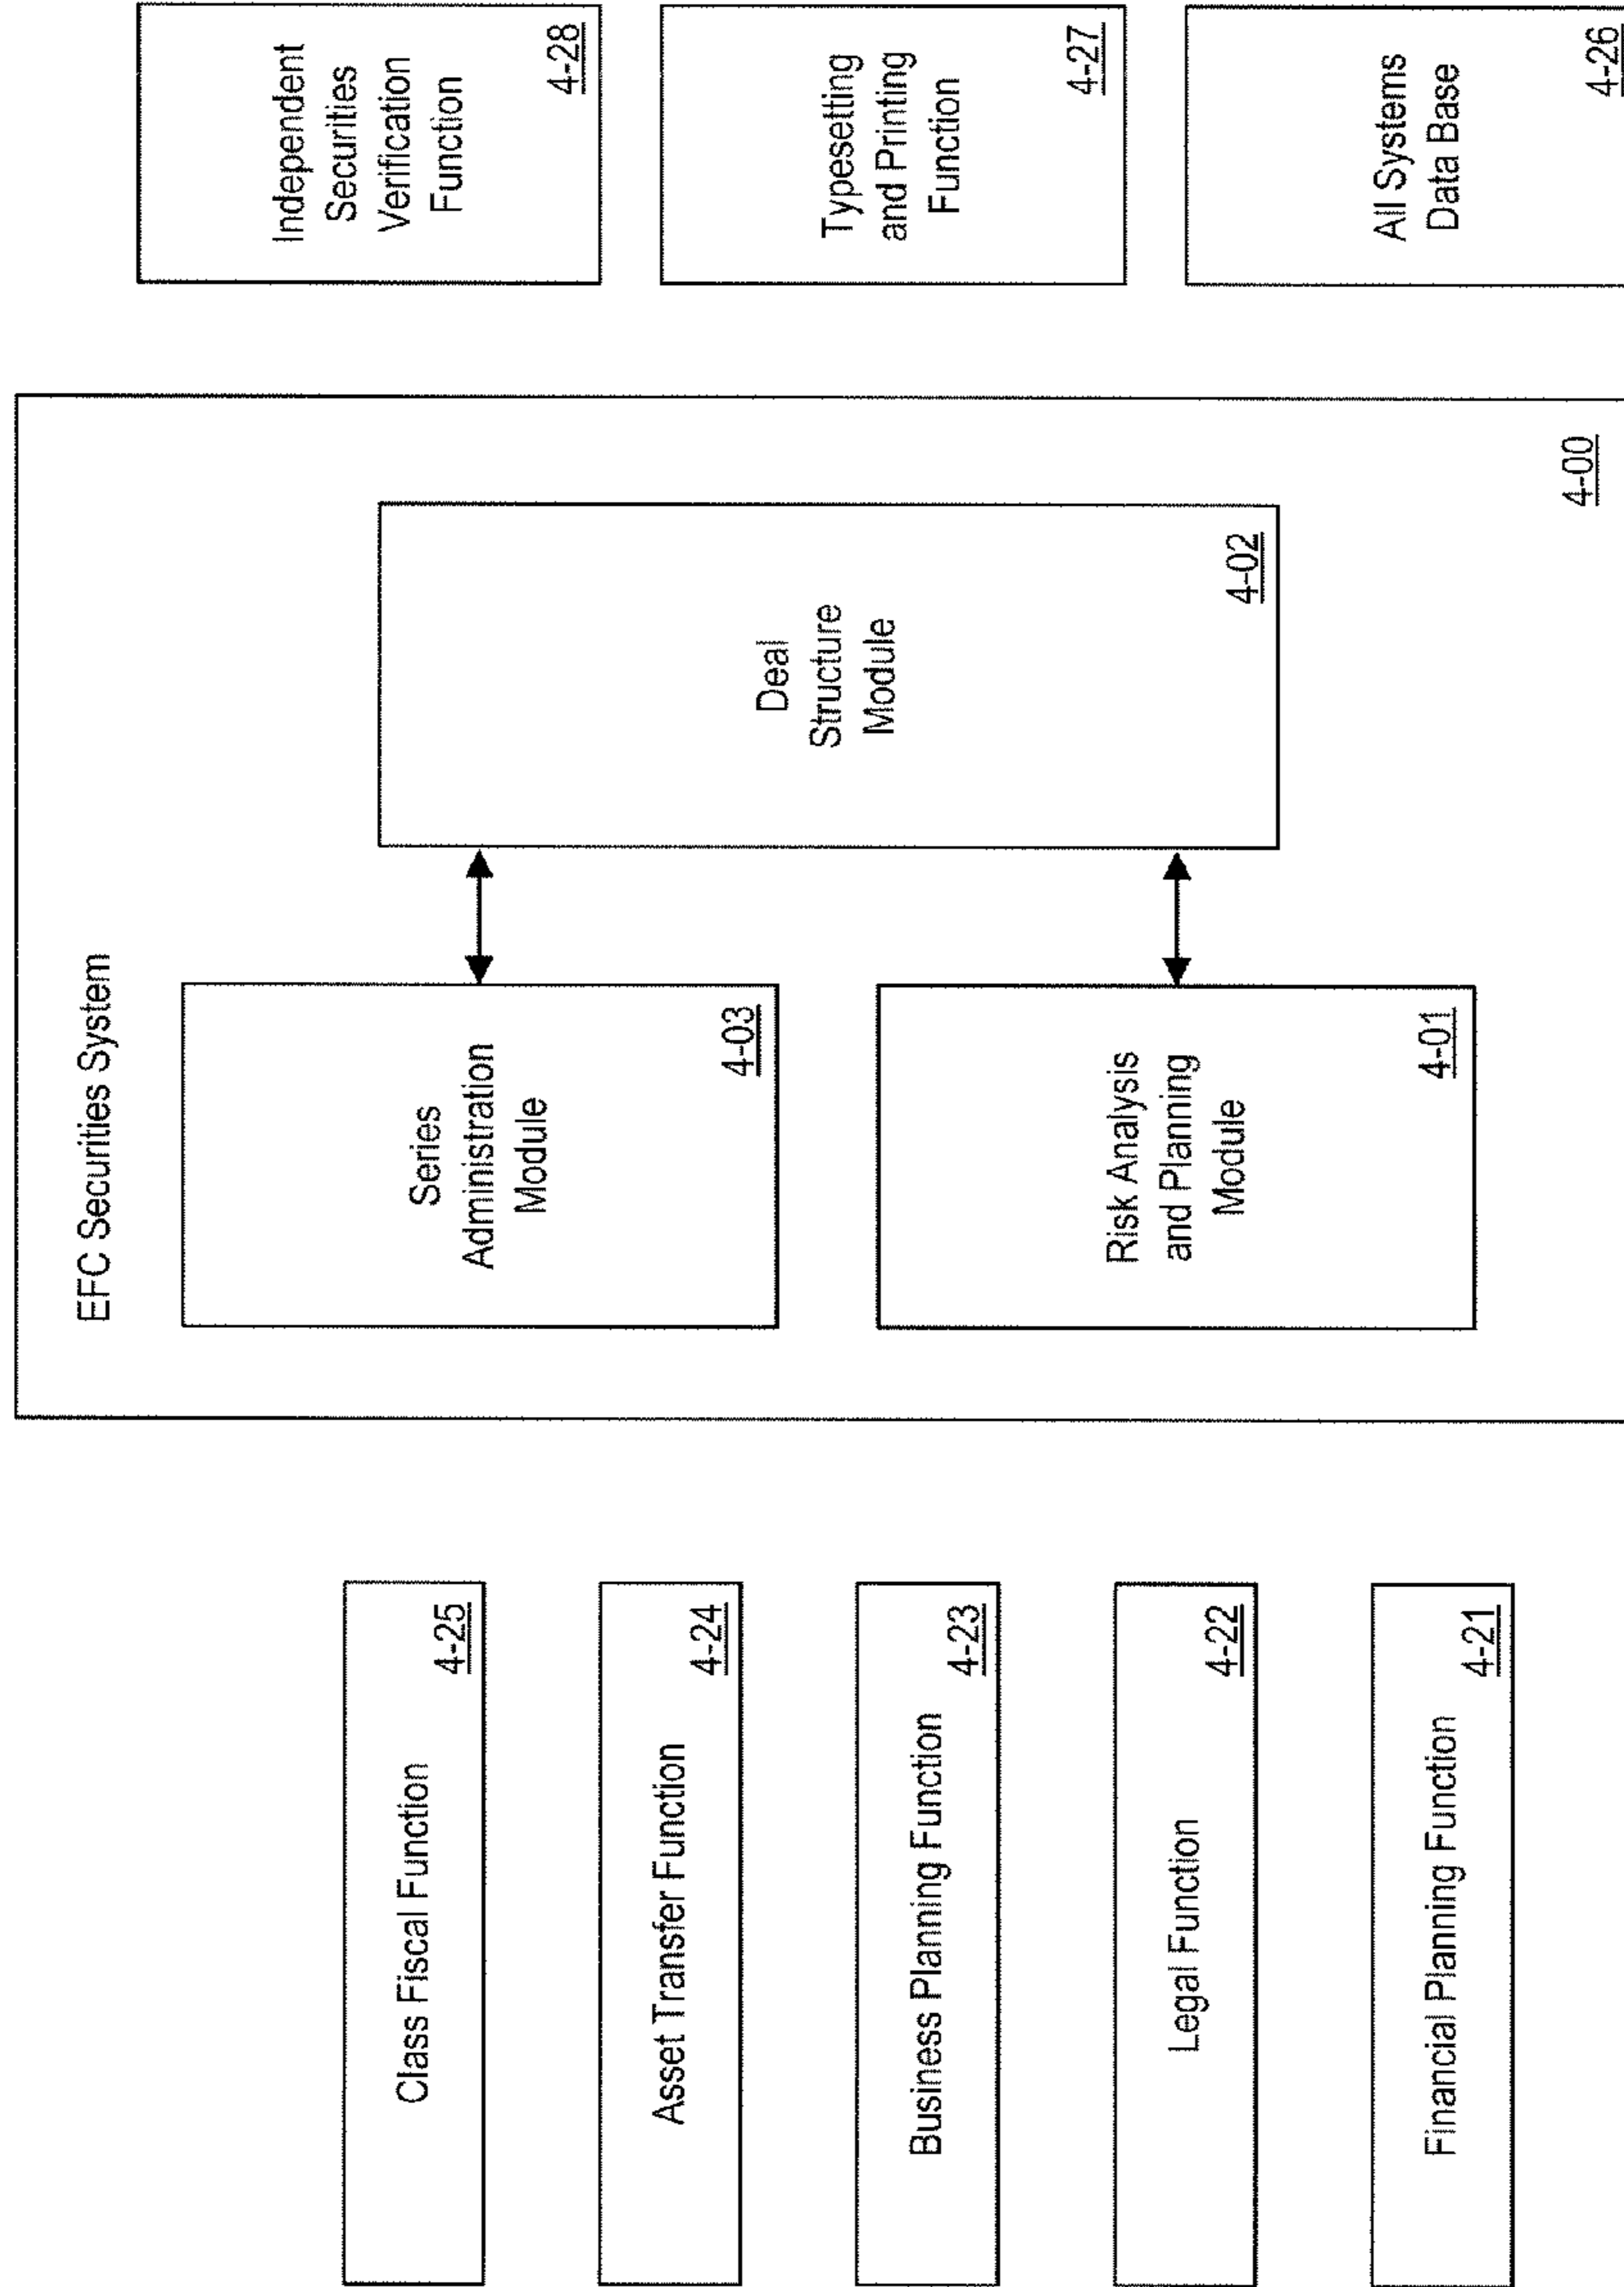 Class Fiscal Function
4-25
Asset Transfer Function
4-24
Business Planning Function
4-23
Legal Function
4-22
Financial Planning Function
4-21
EFC Securities System
Series
Administration
Module
4-03
Risk Analysis
and Planning
Module
4-01
Deal
Structure
Module
4-02
4-00
Independent
Securities
Verification
Function
4-28
Typesetting
and Printing
Function
4-27
All Systems
Data Base
4-26